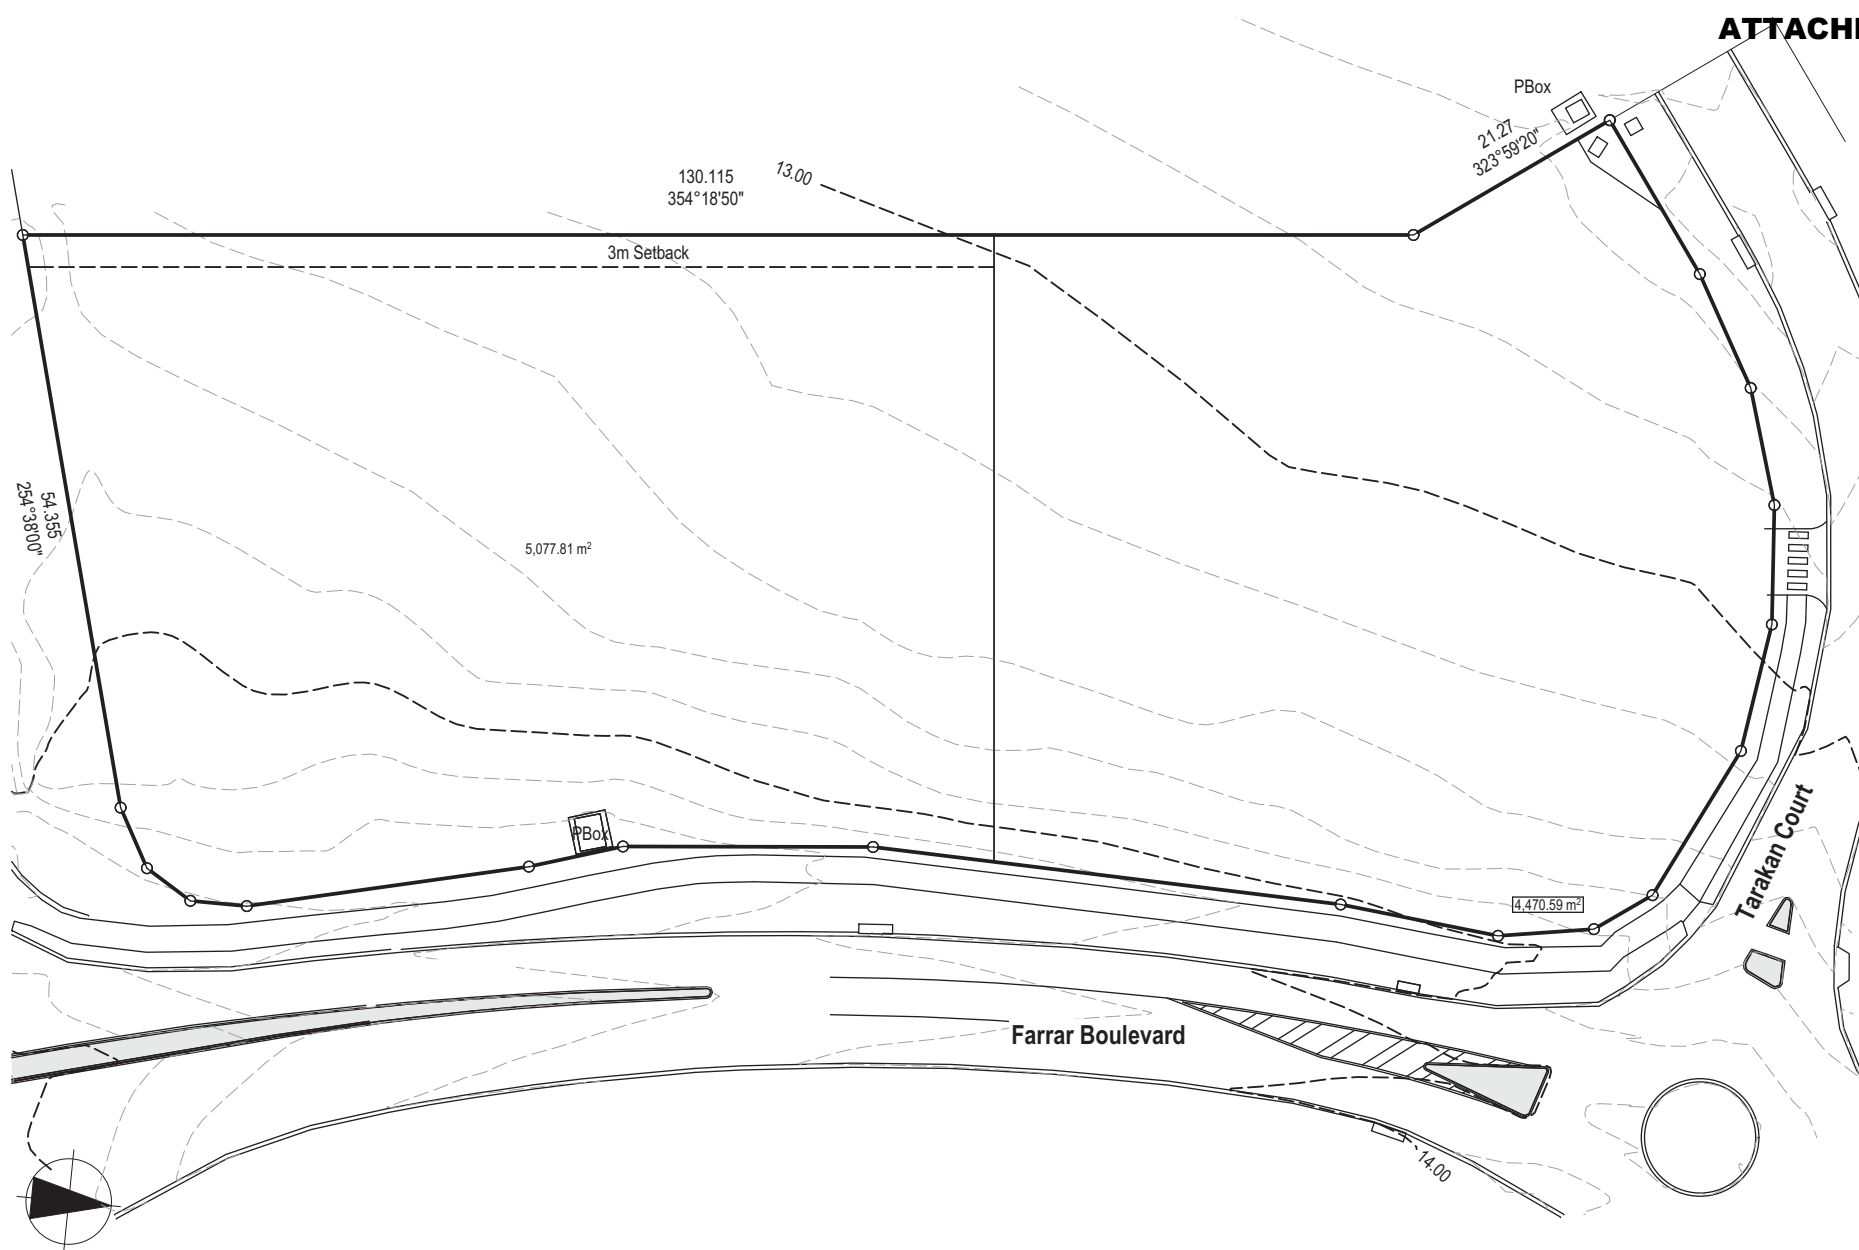 ATTACH
PBox
21.27
323°59'20"
130.115
354°18'50"
13.00
3m Setback
54.355
254°38'00"
5,077.81 m²
PBox
4,470.59 m²
Tarakan Court
Farrar Boulevard
14.00